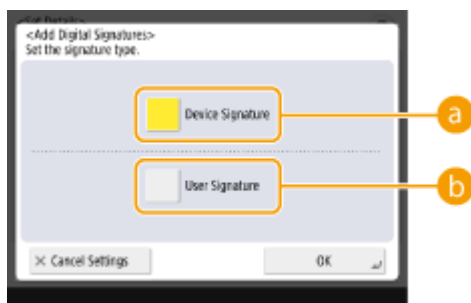 <Set Details>
<Add Digital Signatures>
Set the signature type.
Device Signature
a
User Signature
b
× Cancel Settings
OK